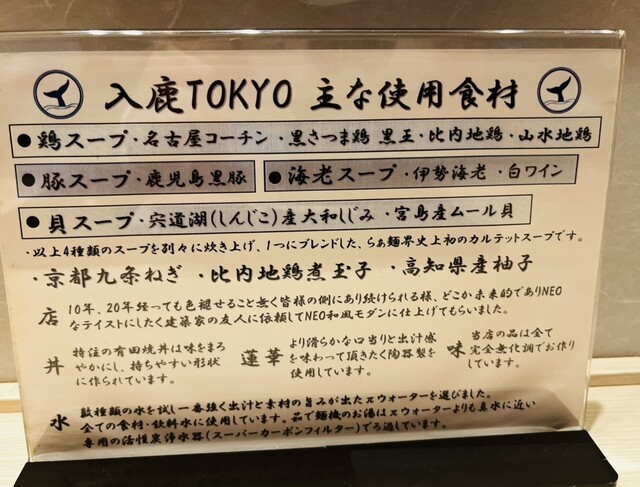 入鹿TOKYO 主な使用食材
●鶏スープ・名古屋コーチン・黒さつま鶏 黒王・比内地鶏・山水地鶏
●豚スープ・鹿児島黒豚
●海老スープ・伊勢海老・白ワイン
●貝スープ・宍道湖(しんじこ)産大和しじみ・宮島産ムール貝
・以上4種類のスープを別々に炊き上げ、1つにブレンドした、らぁ麺界史上初のカルテットスープです。
・京都九条ねぎ ・比内地鶏煮玉子 ・高知県産柚子
店 10年、20年経っても色褪せること無く皆様の側にあり続けられる様、どこか未来的でありNEO
なテイストにしたく建築家の友人に依頼してNEO和風モダンに仕上げてもらいました。
丼 特注の有田焼丼は味をまろ
やかにし、持ちやすい形状
に作られています。
蓮華 より滑らかな口当りと出汁感
を味わって頂きたく陶器製を
使用しています。
味 当店の品は全て
完全無化調でお作り
しています。
水 数種類の水を試し一番強く出汁と素材の旨みが出たπウォーターを選びました。
全ての食材・飲料水に使用しています。茹で麺機のお湯はπウォーターよりも真水に近い
専用の活性炭浄水器(スーパーカーボンフィルター)でろ過しています。